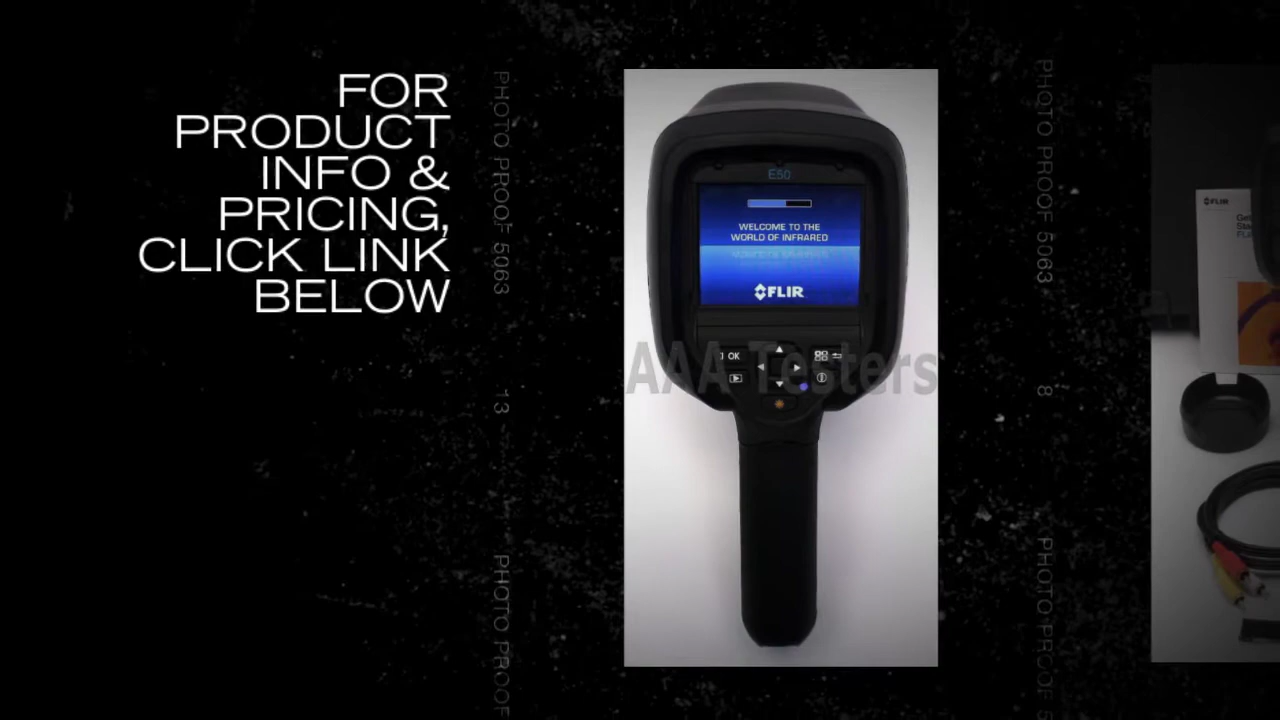 FOR
PRODUCT
INFO &
PRICING,
CLICK LINK
BELOW
PHOTO PROOF 5063
13
PHOTO PROOF
E50
WELCOME TO THE
WORLD OF INFRARED
FLIR
OK
AAA Testers
PHOTO PROOF 5063
8
PHOTO PROOF 5
FLIR